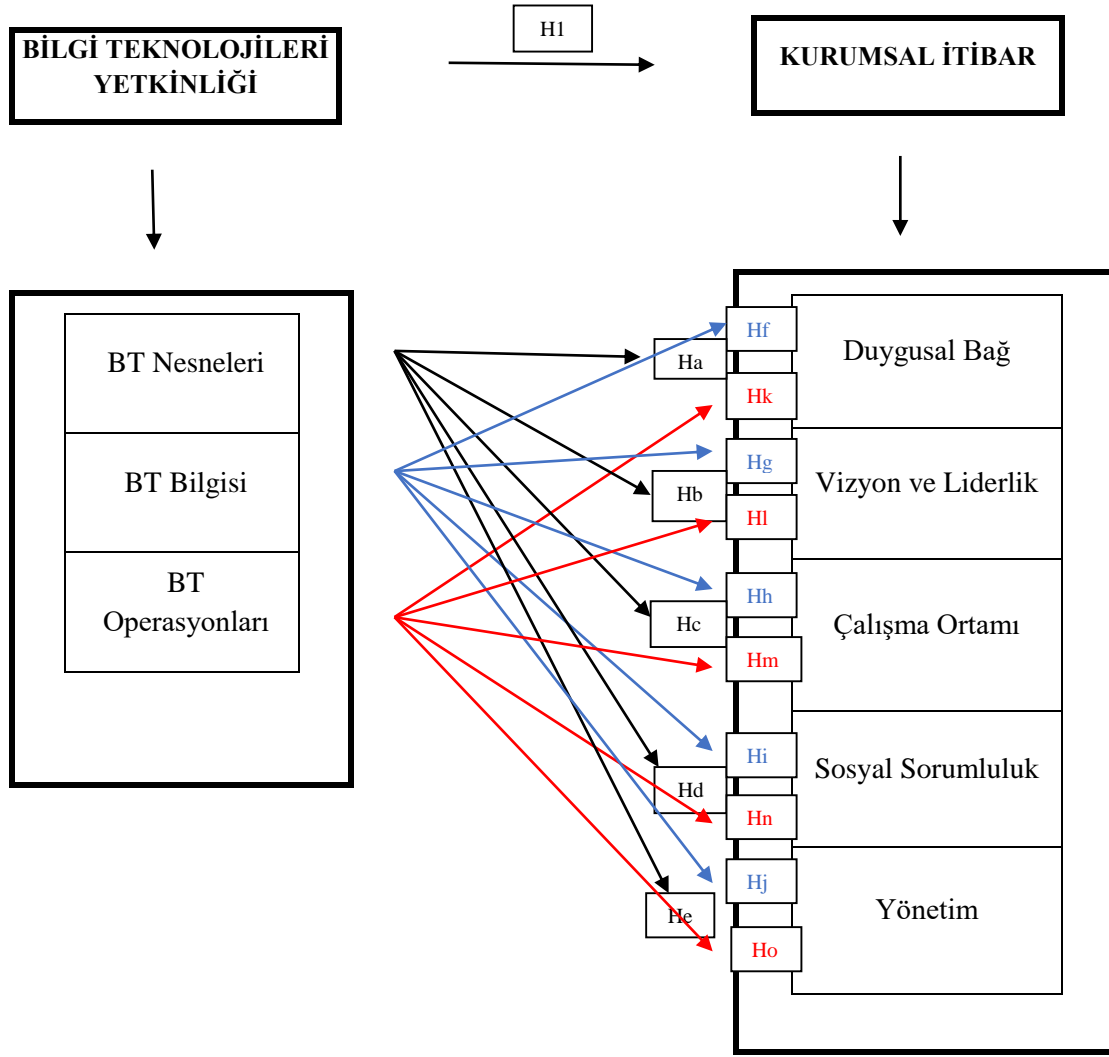 H1
BİLGİ TEKNOLOJİLERİ
YETKİNLİĞİ
KURUMSAL İTİBAR
BT Nesneleri
BT Bilgisi
BT
Operasyonları
Hf
Ha
Hk
Duygusal Bağ
Hg
Hb
Hl
Vizyon ve Liderlik
Hh
Hc
Hm
Çalışma Ortamı
Hi
Hd
Hn
Sosyal Sorumluluk
Hj
He
Ho
Yönetim